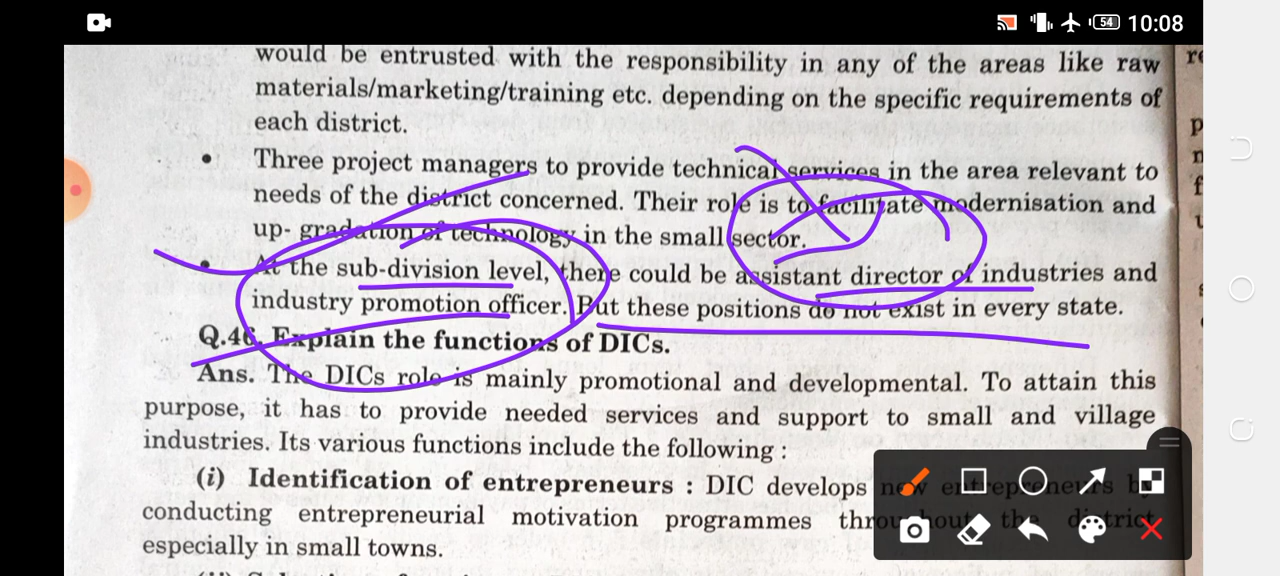 54 10:08
would be entrusted with the responsibility in any of the areas like raw
materials/marketing/training etc. depending on the specific requirements of
each district.
• Three project managers to provide technical services in the area relevant to
needs of the district concerned. Their role is to facilitate modernisation and
up- gradation of technology in the small sector.
• At the sub-division level, there could be assistant director of industries and
industry promotion officer. But these positions do not exist in every state.
Q.46. Explain the functions of DICs.
Ans. The DICs role is mainly promotional and developmental. To attain this
purpose, it has to provide needed services and support to small and village
industries. Its various functions include the following :
(i) Identification of entrepreneurs : DIC develops new entrepreneurs by
conducting entrepreneurial motivation programmes throughout the district
especially in small towns.